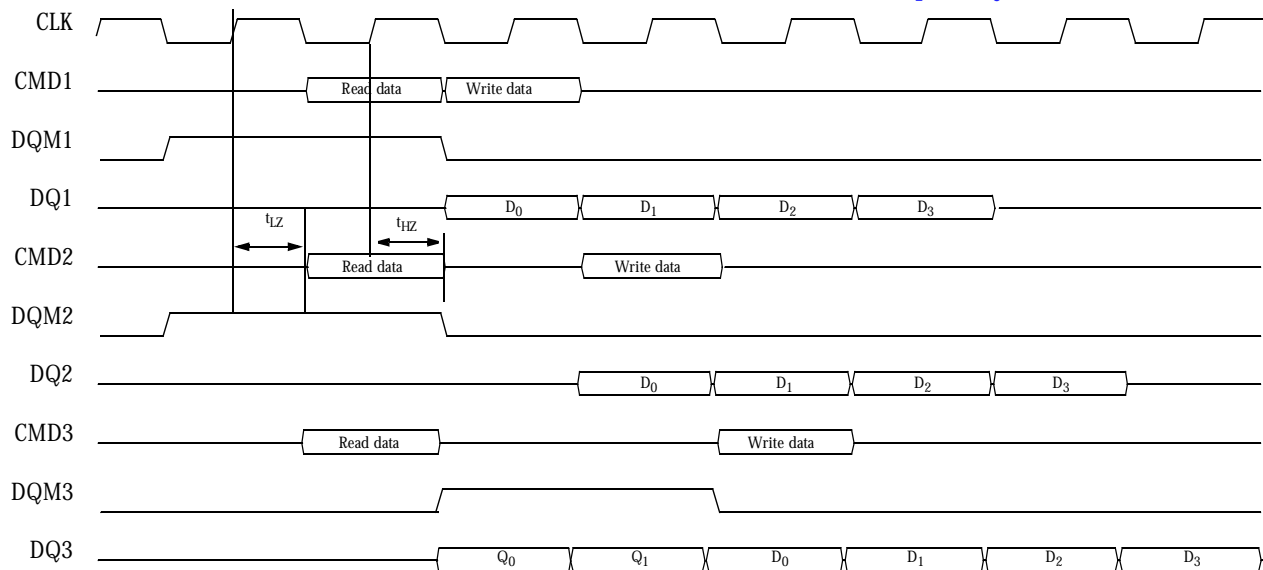 CLK
CMD1 Read data Write data
DQM1
DQ1 D0 D1 D2 D3
tLZ tHZ
CMD2 Read data Write data
DQM2
DQ2 D0 D1 D2 D3
CMD3 Read data Write data
DQM3
DQ3 Q0 Q1 D0 D1 D2 D3